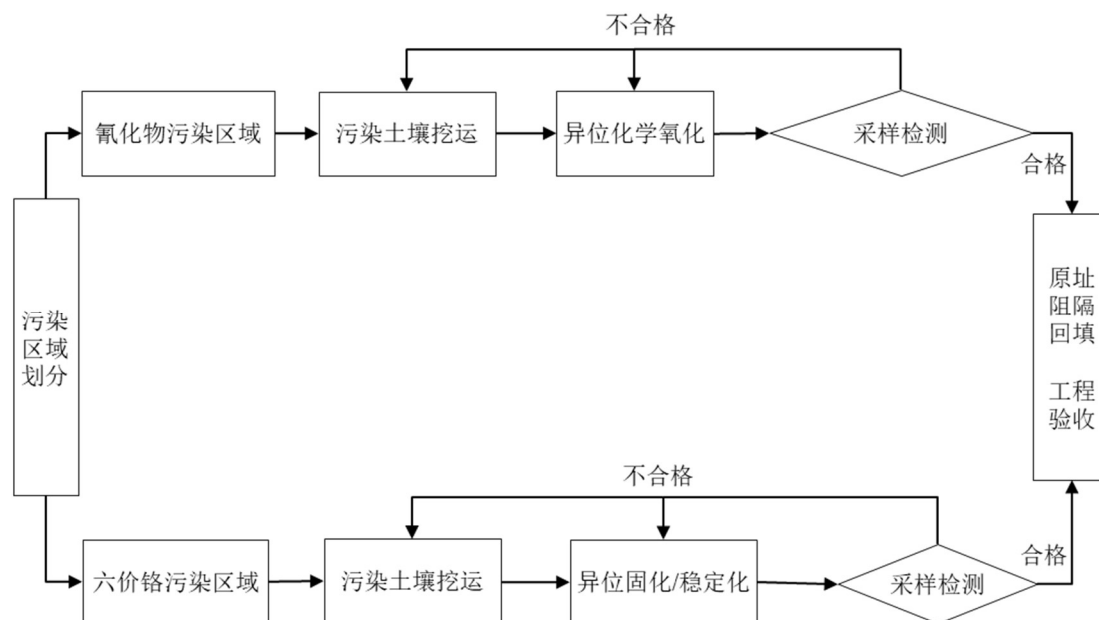 不合格
氰化物污染区域
污染土壤挖运
异位化学氧化
采样检测
合格
污染
区域
划分
原址
阻隔
回填
工程
验收
不合格
六价铬污染区域
污染土壤挖运
异位固化/稳定化
采样检测
合格